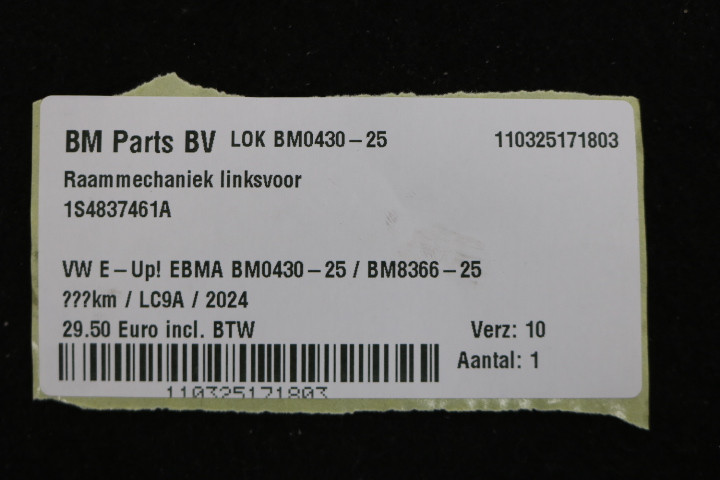 BM Parts BV LOK BM0430-25 110325171803
Raammechaniek linksvoor
1S4837461A
VW E-Up! EBMA BM0430-25 / BM8366-25
???km / LC9A / 2024
29.50 Euro incl. BTW Verz: 10
Aantal: 1
110325171803